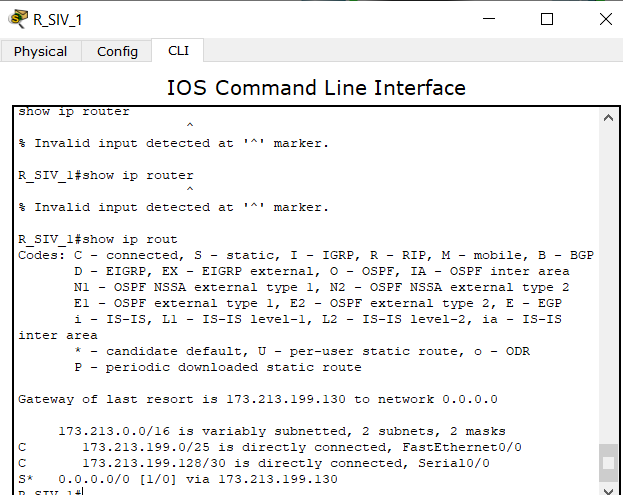 R_SIV_1
Physical Config CLI
IOS Command Line Interface
show ip router
^
% Invalid input detected at '^' marker.
R_SIV_1#show ip router
^
% Invalid input detected at '^' marker.
R_SIV_1#show ip rout
Codes: C - connected, S - static, I - IGRP, R - RIP, M - mobile, B - BGP
D - EIGRP, EX - EIGRP external, O - OSPF, IA - OSPF inter area
N1 - OSPF NSSA external type 1, N2 - OSPF NSSA external type 2
E1 - OSPF external type 1, E2 - OSPF external type 2, E - EGP
i - IS-IS, L1 - IS-IS level-1, L2 - IS-IS level-2, ia - IS-IS
inter area
* - candidate default, U - per-user static route, o - ODR
P - periodic downloaded static route
Gateway of last resort is 173.213.199.130 to network 0.0.0.0
173.213.0.0/16 is variably subnetted, 2 subnets, 2 masks
C 173.213.199.0/25 is directly connected, FastEthernet0/0
C 173.213.199.128/30 is directly connected, Serial0/0
S* 0.0.0.0/0 [1/0] via 173.213.199.130
R_SIV_1#